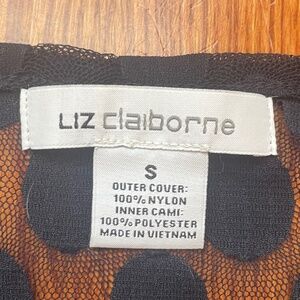 LIZ claiborne
S
OUTER COVER:
100% NYLON
INNER CAMI:
100% POLYESTER
MADE IN VIETNAM